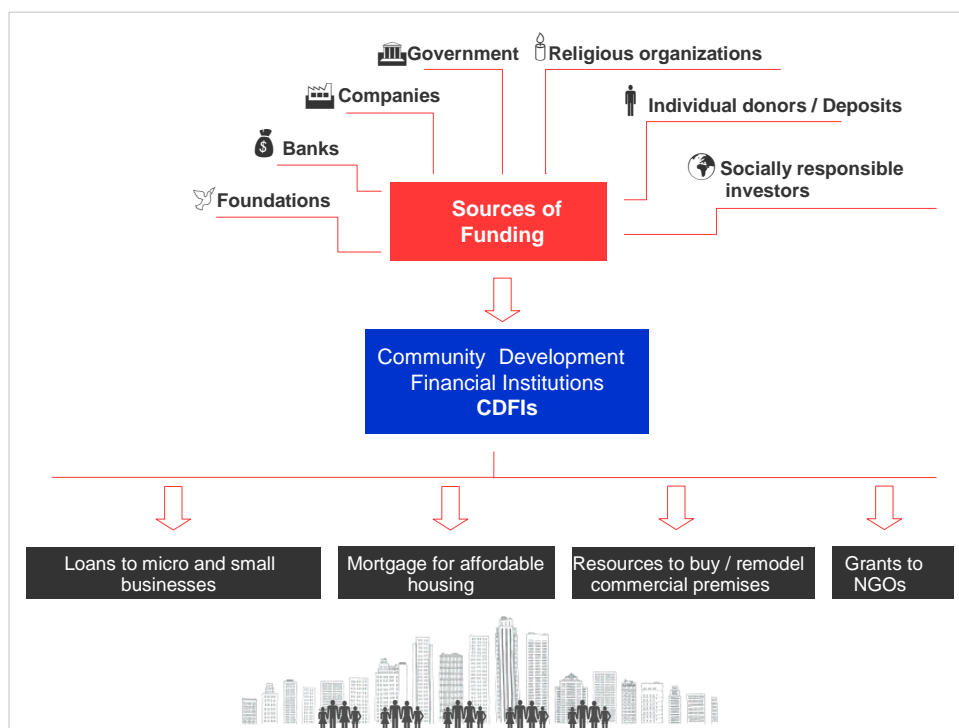 Government
Religious organizations
Companies
Individual donors / Deposits
Banks
Socially responsible
investors
Foundations
Sources of
Funding
$
Community Development
Financial Institutions
CDFIs
Loans to micro and small
businesses
Mortgage for affordable
housing
Resources to buy / remodel
commercial premises
Grants to
NGOs